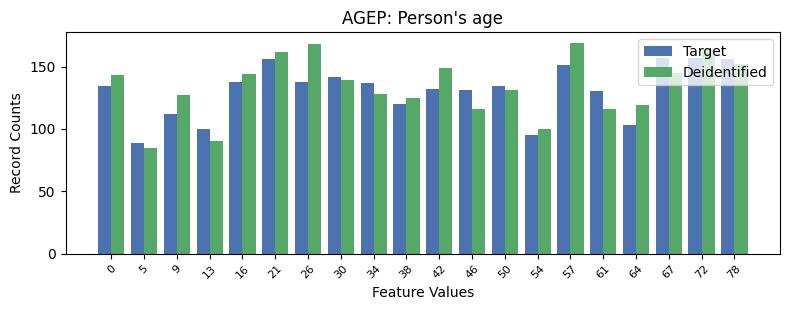 AGEP: Person's age
Target
Deidentified
Record Counts
150
100
50
0
0 5 9 13 16 21 26 30 34 38 42 46 50 54 57 61 64 67 72 78
Feature Values